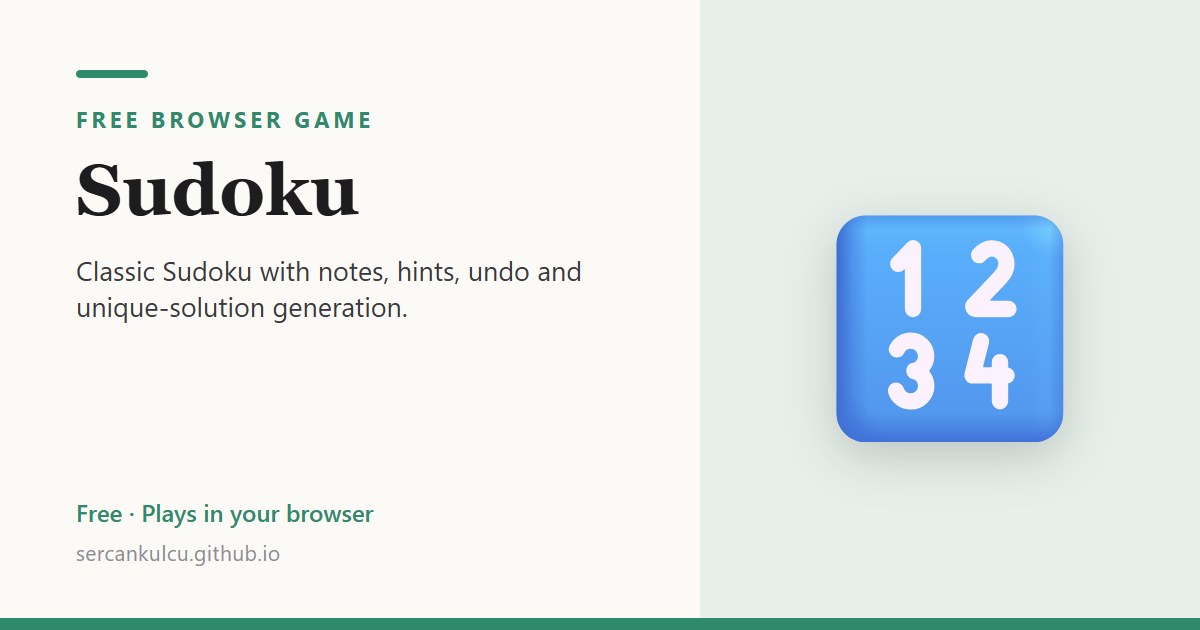 FREE BROWSER GAME
Sudoku
Classic Sudoku with notes, hints, undo and
unique-solution generation.
Free · Plays in your browser
sercankulcu.github.io
1 2
3 4